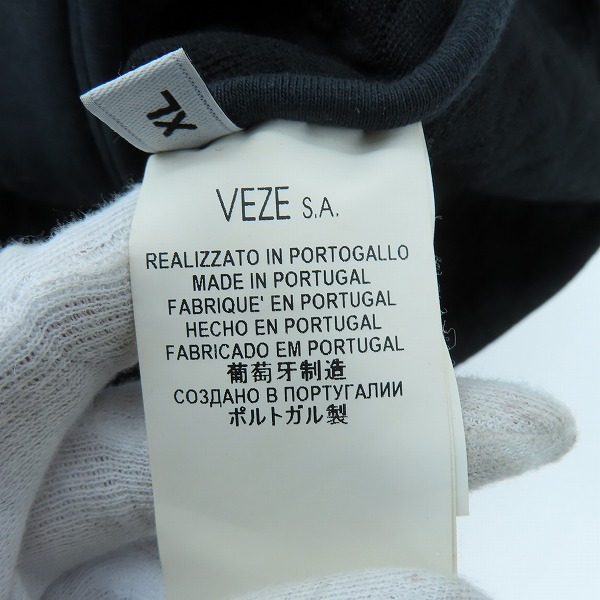 XL
VEZE S.A.
REALIZZATO IN PORTOGALLO
MADE IN PORTUGAL
FABRIQUE' EN PORTUGAL
HECHO EN PORTUGAL
FABRICADO EM PORTUGAL
葡萄牙制造
СОЗДАНО В ПОРТУГАЛИИ
ポルトガル製